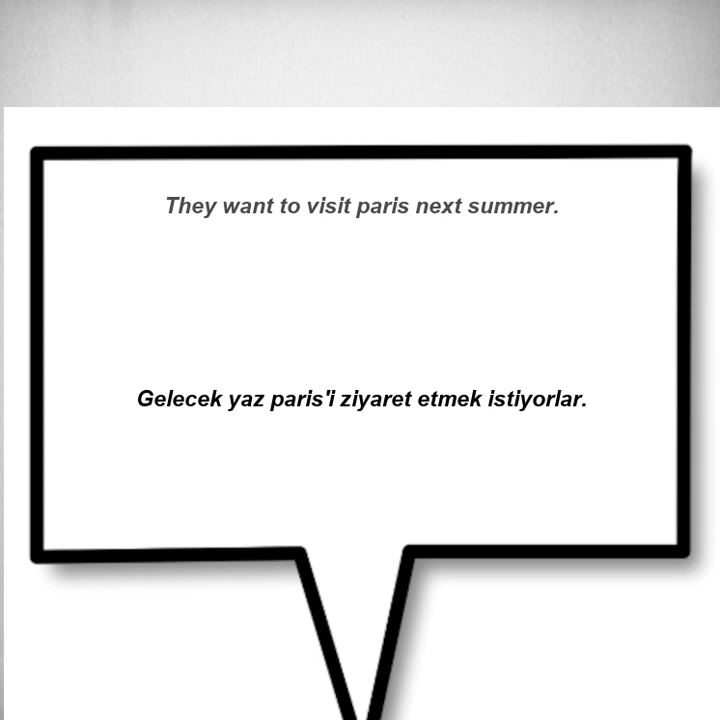 They want to visit paris next summer.
Gelecek yaz paris'i ziyaret etmek istiyorlar.